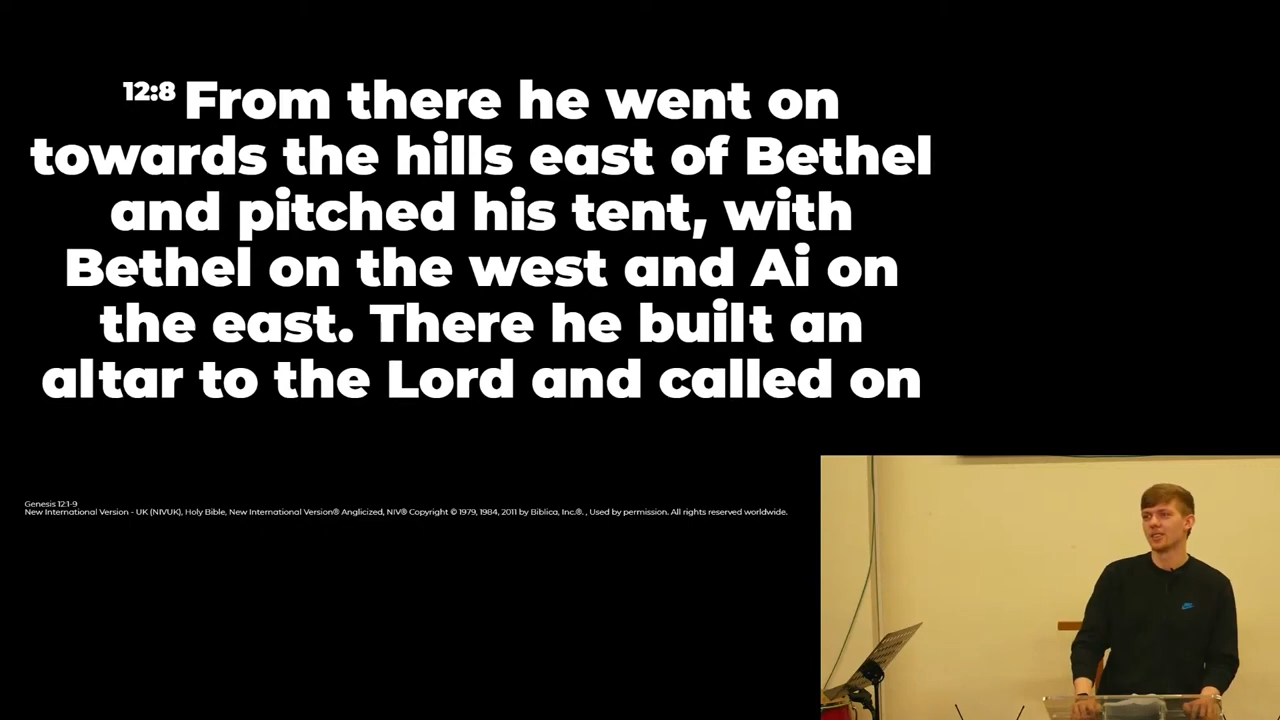 12:8 From there he went on
towards the hills east of Bethel
and pitched his tent, with
Bethel on the west and Ai on
the east. There he built an
altar to the Lord and called on
Genesis 12:1-9
New International Version - UK (NIVUK), Holy Bible, New International Version® Anglicized, NIV® Copyright © 1979, 1984, 2011 by Biblica, Inc.®. , Used by permission. All rights reserved worldwide.